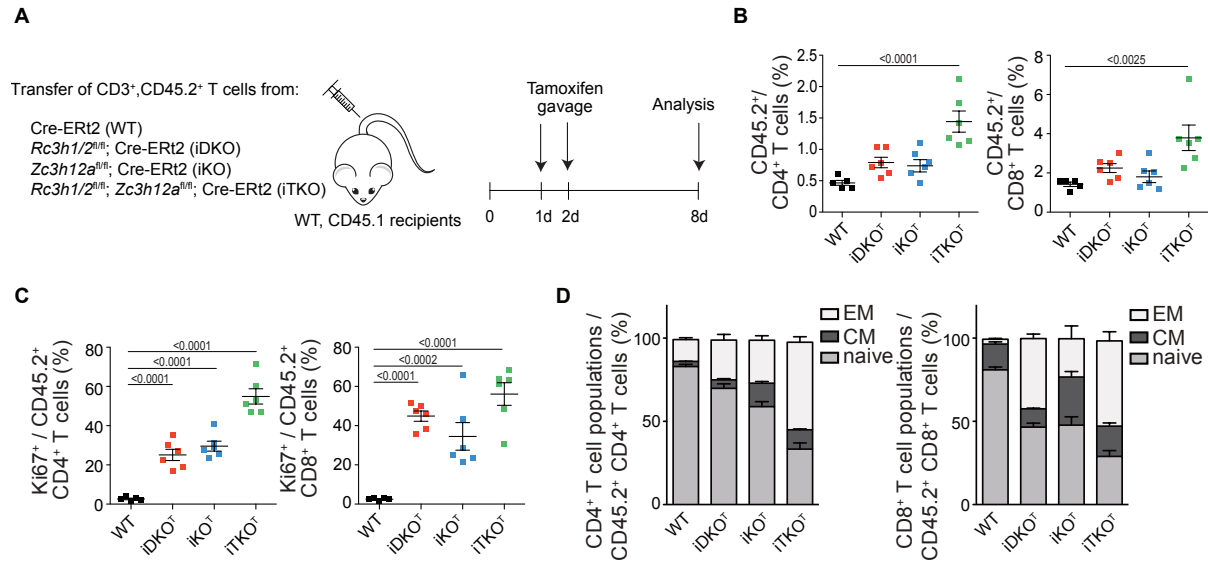 A
Transfer of CD3⁺,CD45.2⁺ T cells from:
Cre-ERt2 (WT)
Rc3h1/2ᶠˡ/ᶠˡ; Cre-ERt2 (iDKO)
Zc3h12aᶠˡ/ᶠˡ; Cre-ERt2 (iKO)
Rc3h1/2ᶠˡ/ᶠˡ; Zc3h12aᶠˡ/ᶠˡ; Cre-ERt2 (iTKO)
WT, CD45.1 recipients
Tamoxifen
gavage
Analysis
0
1d
2d
8d
B
CD45.2⁺/
CD4⁺ T cells (%)
2.5
2.0
1.5
1.0
0.5
0.0
<0.0001
WT
iDKOᵀ
iKOᵀ
iTKOᵀ
CD45.2⁺/
CD8⁺ T cells (%)
8
6
4
2
0
<0.0025
WT
iDKOᵀ
iKOᵀ
iTKOᵀ
C
Ki67⁺ / CD45.2⁺
CD4⁺ T cells (%)
80
60
40
20
0
<0.0001
<0.0001
<0.0001
WT
iDKOᵀ
iKOᵀ
iTKOᵀ
Ki67⁺ / CD45.2⁺
CD8⁺ T cells (%)
80
60
40
20
0
<0.0001
<0.0002
<0.0001
WT
iDKOᵀ
iKOᵀ
iTKOᵀ
D
CD4⁺ T cell populations /
CD45.2⁺ CD4⁺ T cells (%)
100
50
0
EM
CM
naive
WT
iDKOᵀ
iKOᵀ
iTKOᵀ
CD8⁺ T cell populations /
CD45.2⁺ CD8⁺ T cells (%)
100
50
0
EM
CM
naive
WT
iDKOᵀ
iKOᵀ
iTKOᵀ